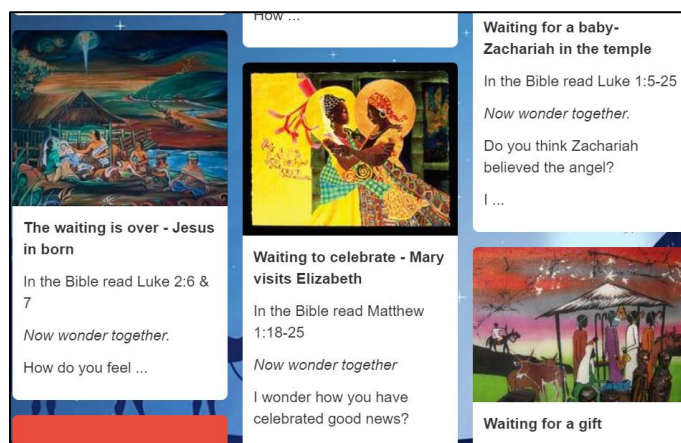 The waiting is over - Jesus
in born
In the Bible read Luke 2:6 &
7
Now wonder together.
How do you feel ...
How ...
Waiting to celebrate - Mary
visits Elizabeth
In the Bible read Matthew
1:18-25
Now wonder together
I wonder how you have
celebrated good news?
Waiting for a baby-
Zachariah in the temple
In the Bible read Luke 1:5-25
Now wonder together.
Do you think Zachariah
believed the angel?
I ...
Waiting for a gift